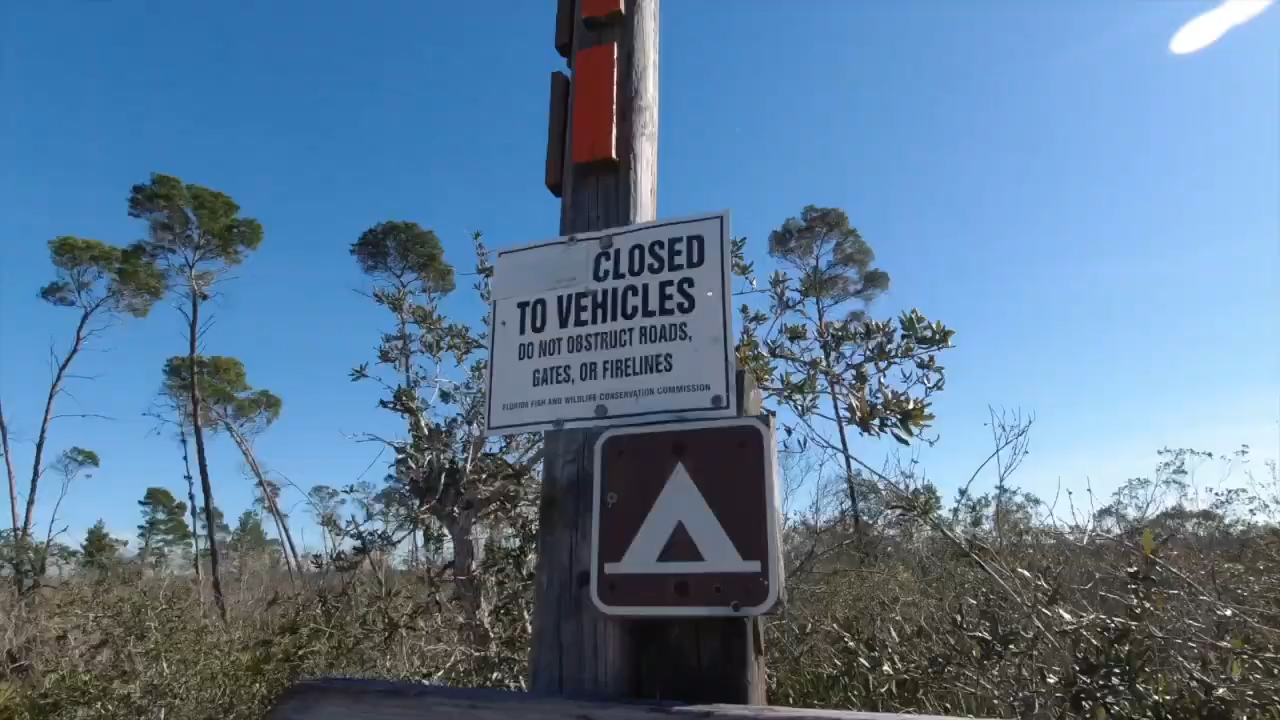 CLOSED
TO VEHICLES
DO NOT OBSTRUCT ROADS,
GATES, OR FIRELINES
FLORIDA FISH AND WILDLIFE CONSERVATION COMMISSION